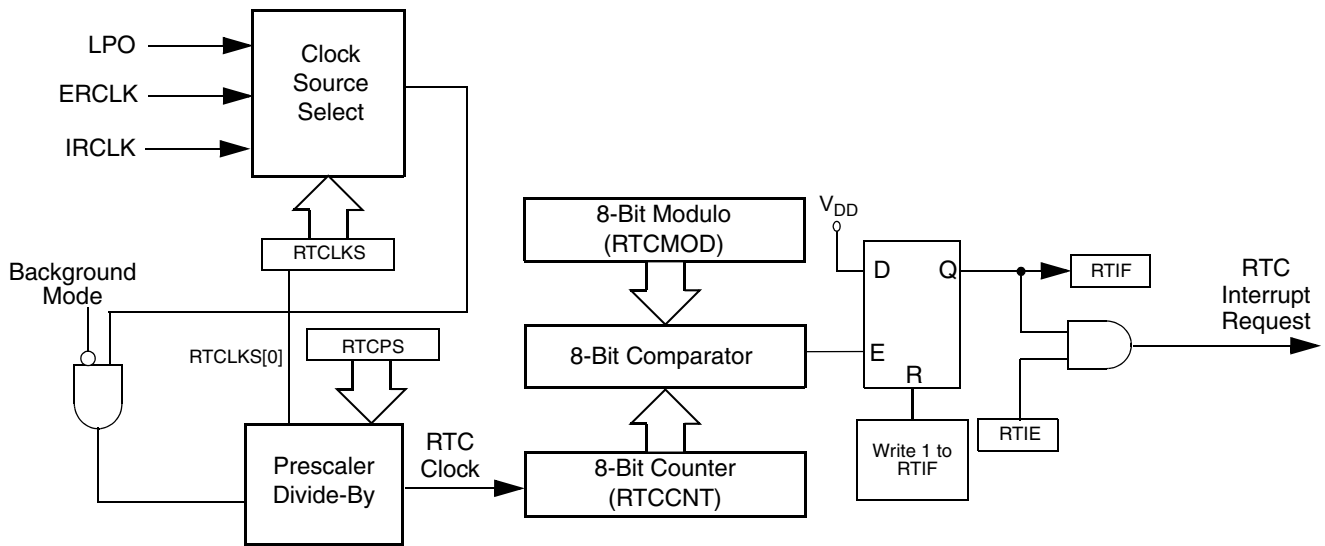 LPO
ERCLK
IRCLK
Clock
Source
Select
RTCLKS
Background
Mode
RTCLKS[0]
RTCPS
Prescaler
Divide-By
RTC
Clock
8-Bit Modulo
(RTCMOD)
8-Bit Comparator
8-Bit Counter
(RTCCNT)
VDD
D
Q
E
R
Write 1 to
RTIF
RTIF
RTIE
RTC
Interrupt
Request